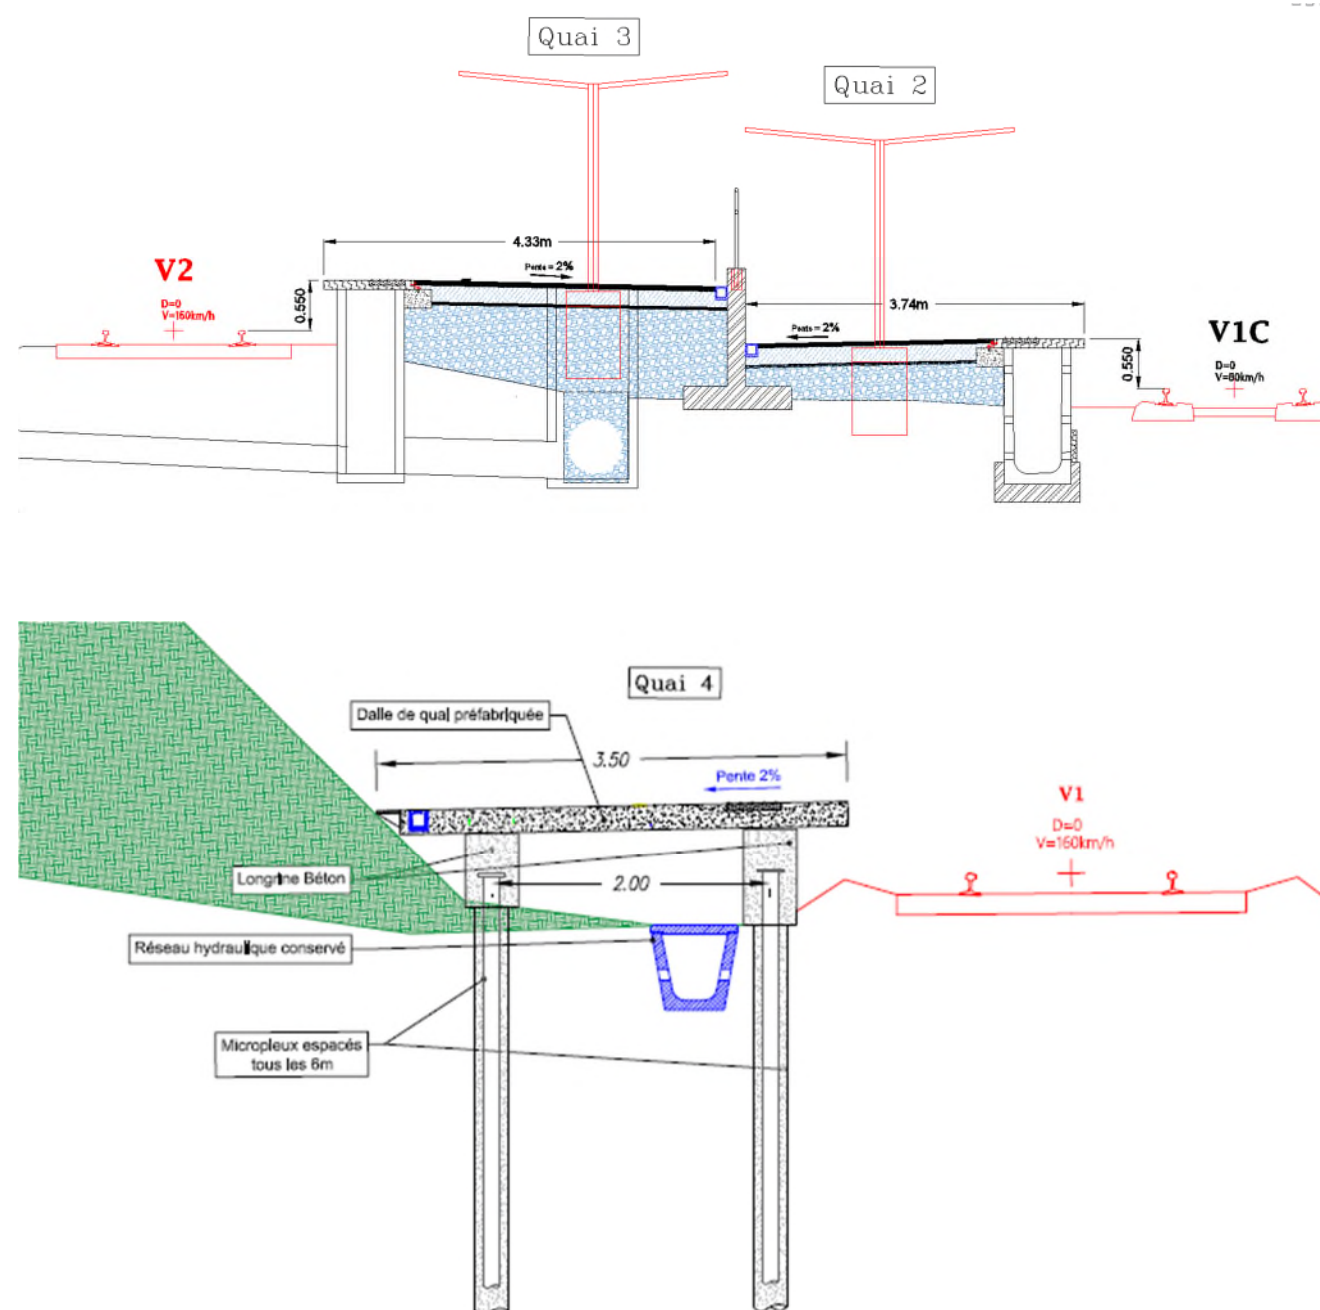 Quai 3
Quai 2
4.33m
V2
Pente = 2%
D=0
V=160km/h
0.550
3.74m
Pente = 2%
V1C
D=0
V=60km/h
0.550
Quai 4
Dalle de quai préfabriquée
3.50
Pente 2%
V1
D=0
V=160km/h
Longrine Béton
2.00
Réseau hydraulique conservé
Micropieux espacés
tous les 6m